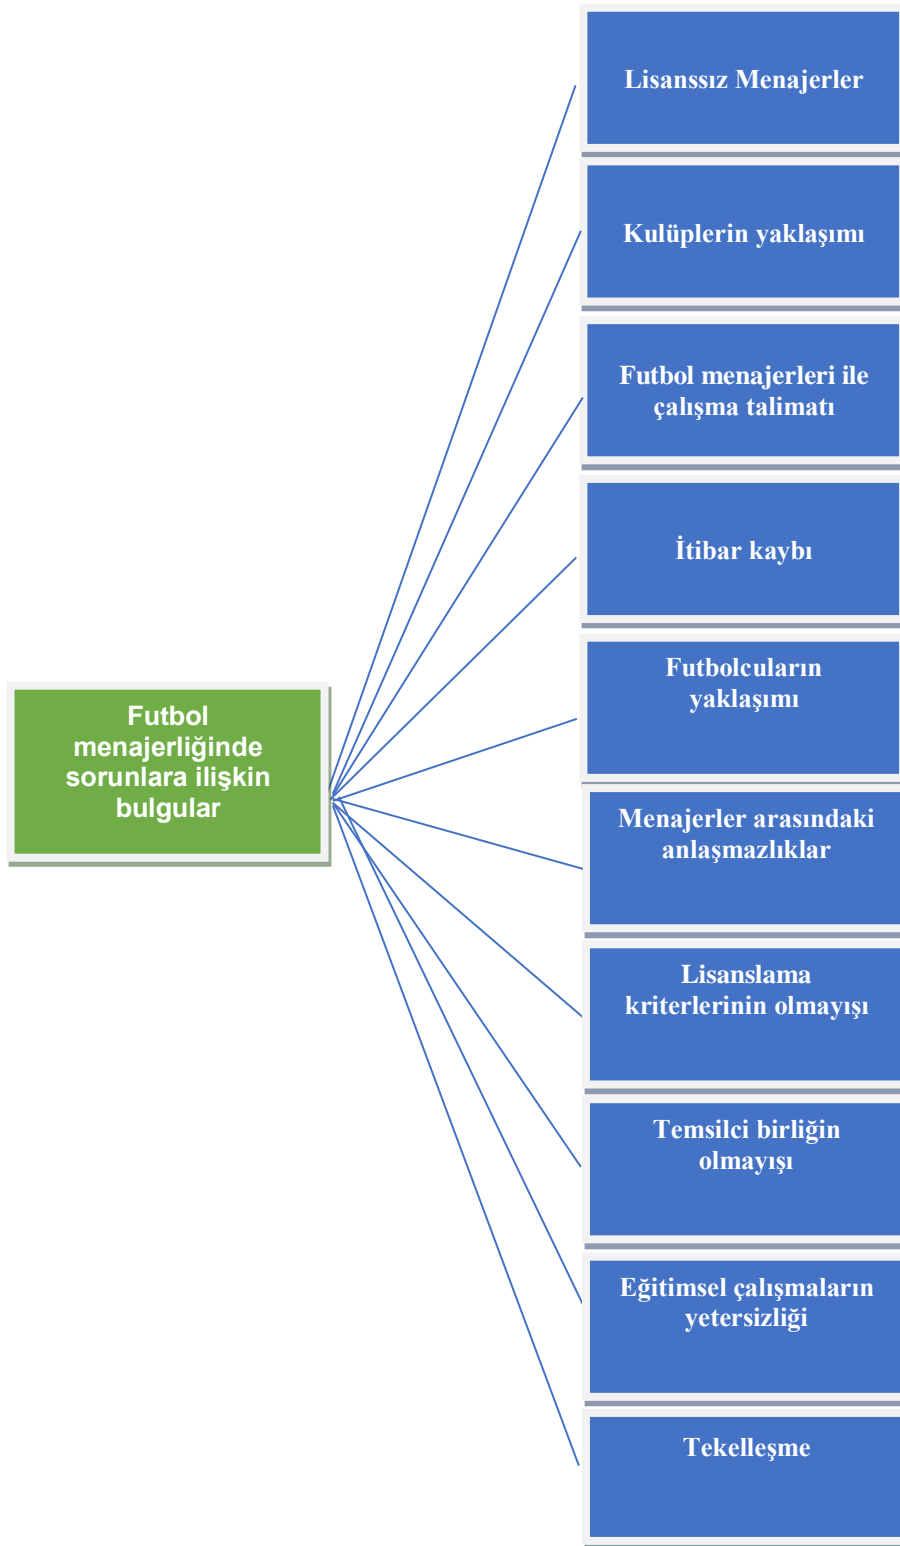 Lisanssız Menajerler
Kulüplerin yaklaşımı
Futbol menajerleri ile
çalışma talimatı
İtibar kaybı
Futbolcuların
yaklaşımı
Futbol
menajerliğinde
sorunlara ilişkin
bulgular
Menajerler arasındaki
anlaşmazlıklar
Lisanslama
kriterlerinin olmayışı
Temsilci birliğin
olmayışı
Eğitimsel çalışmaların
yetersizliği
Tekelleşme